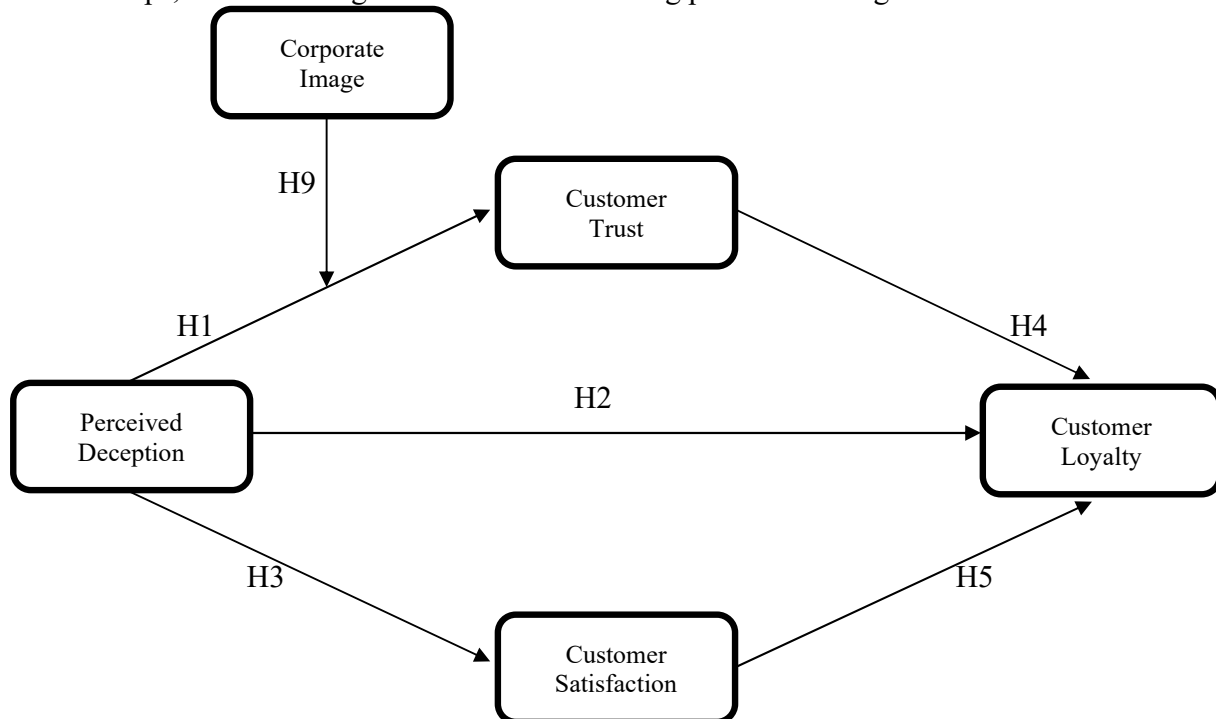 Corporate
Image
H9
Customer
Trust
H1
H4
H2
Perceived
Deception
Customer
Loyalty
H3
H5
Customer
Satisfaction